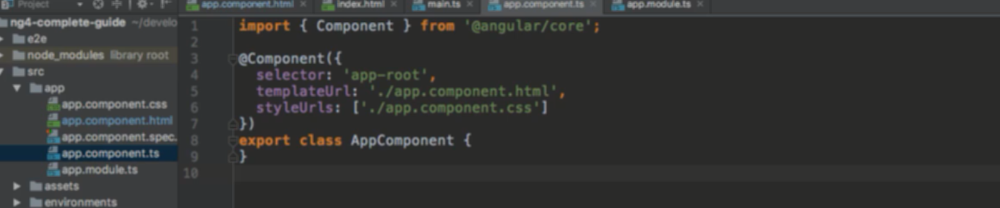 Project
app.component.html index.html main.ts app.component.ts app.module.ts
ng4-complete-guide ~/develo
e2e
node_modules library root
src
app
app.component.css
app.component.html
app.component.spec.
app.component.ts
app.module.ts
assets
environments
1 import { Component } from '@angular/core';
2
3 @Component({
4 selector: 'app-root',
5 templateUrl: './app.component.html',
6 styleUrls: ['./app.component.css']
7 })
8 export class AppComponent {
9 }
10